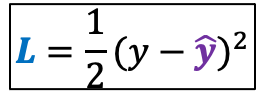 L = 1/2 (y − ŷ)²